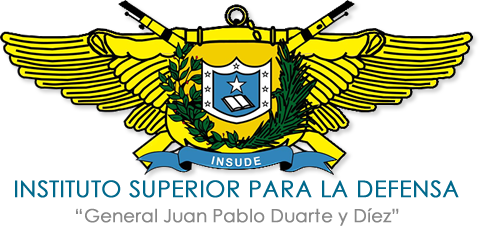 INSUDE
INSTITUTO SUPERIOR PARA LA DEFENSA
“General Juan Pablo Duarte y Díez”